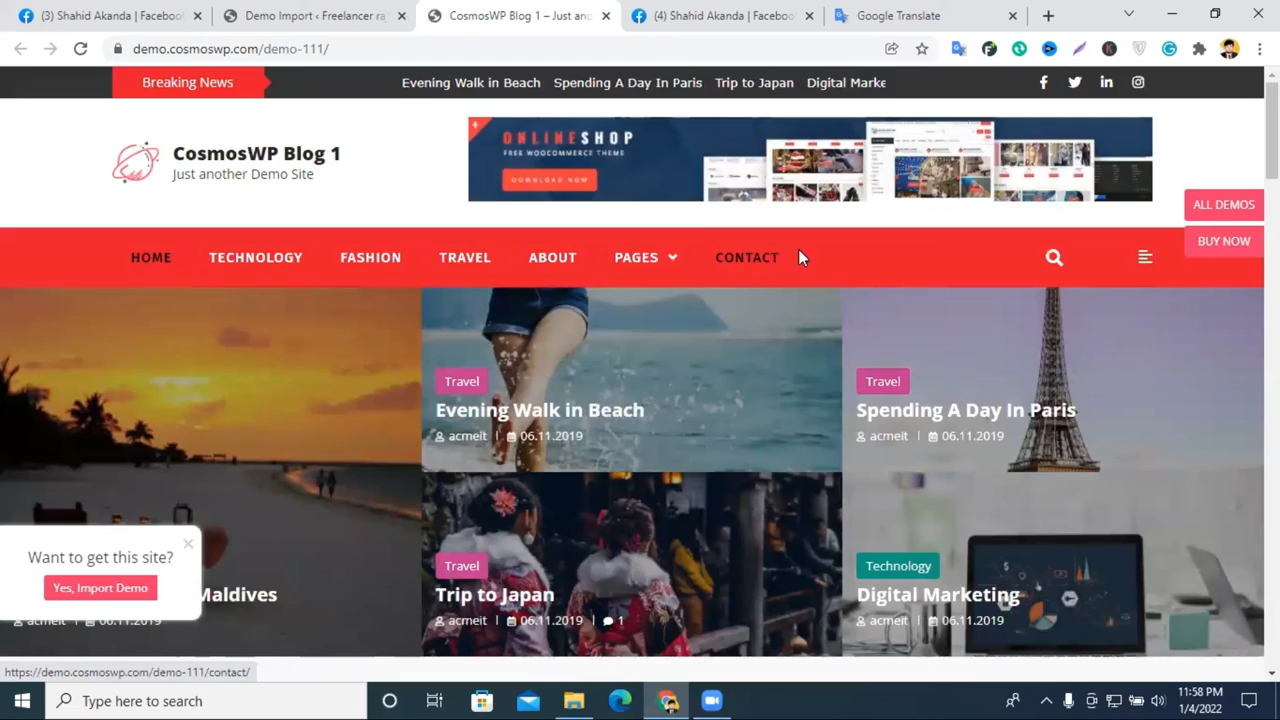 (3) Shahid Akanda | Faceboo
Demo Import ‹ Freelancer ra
CosmosWP Blog 1 – Just ano
(4) Shahid Akanda | Faceboo
Google Translate
demo.cosmoswp.com/demo-111/
Breaking News
Evening Walk in Beach
Spending A Day In Paris
Trip to Japan
Digital Marke
CosmosWP Blog 1
Just another Demo Site
ONLINESHOP
FREE WOOCOMMERCE THEME
DOWNLOAD NOW
ALL DEMOS
BUY NOW
HOME
TECHNOLOGY
FASHION
TRAVEL
ABOUT
PAGES
CONTACT
Travel
Evening Walk in Beach
acmeit
06.11.2019
Travel
Spending A Day In Paris
acmeit
06.11.2019
Want to get this site?
Yes, Import Demo
Maldives
acmeit
06.11.2019
Travel
Trip to Japan
acmeit
06.11.2019
1
Technology
Digital Marketing
acmeit
06.11.2019
https://demo.cosmoswp.com/demo-111/contact/
Type here to search
11:58 PM
1/4/2022